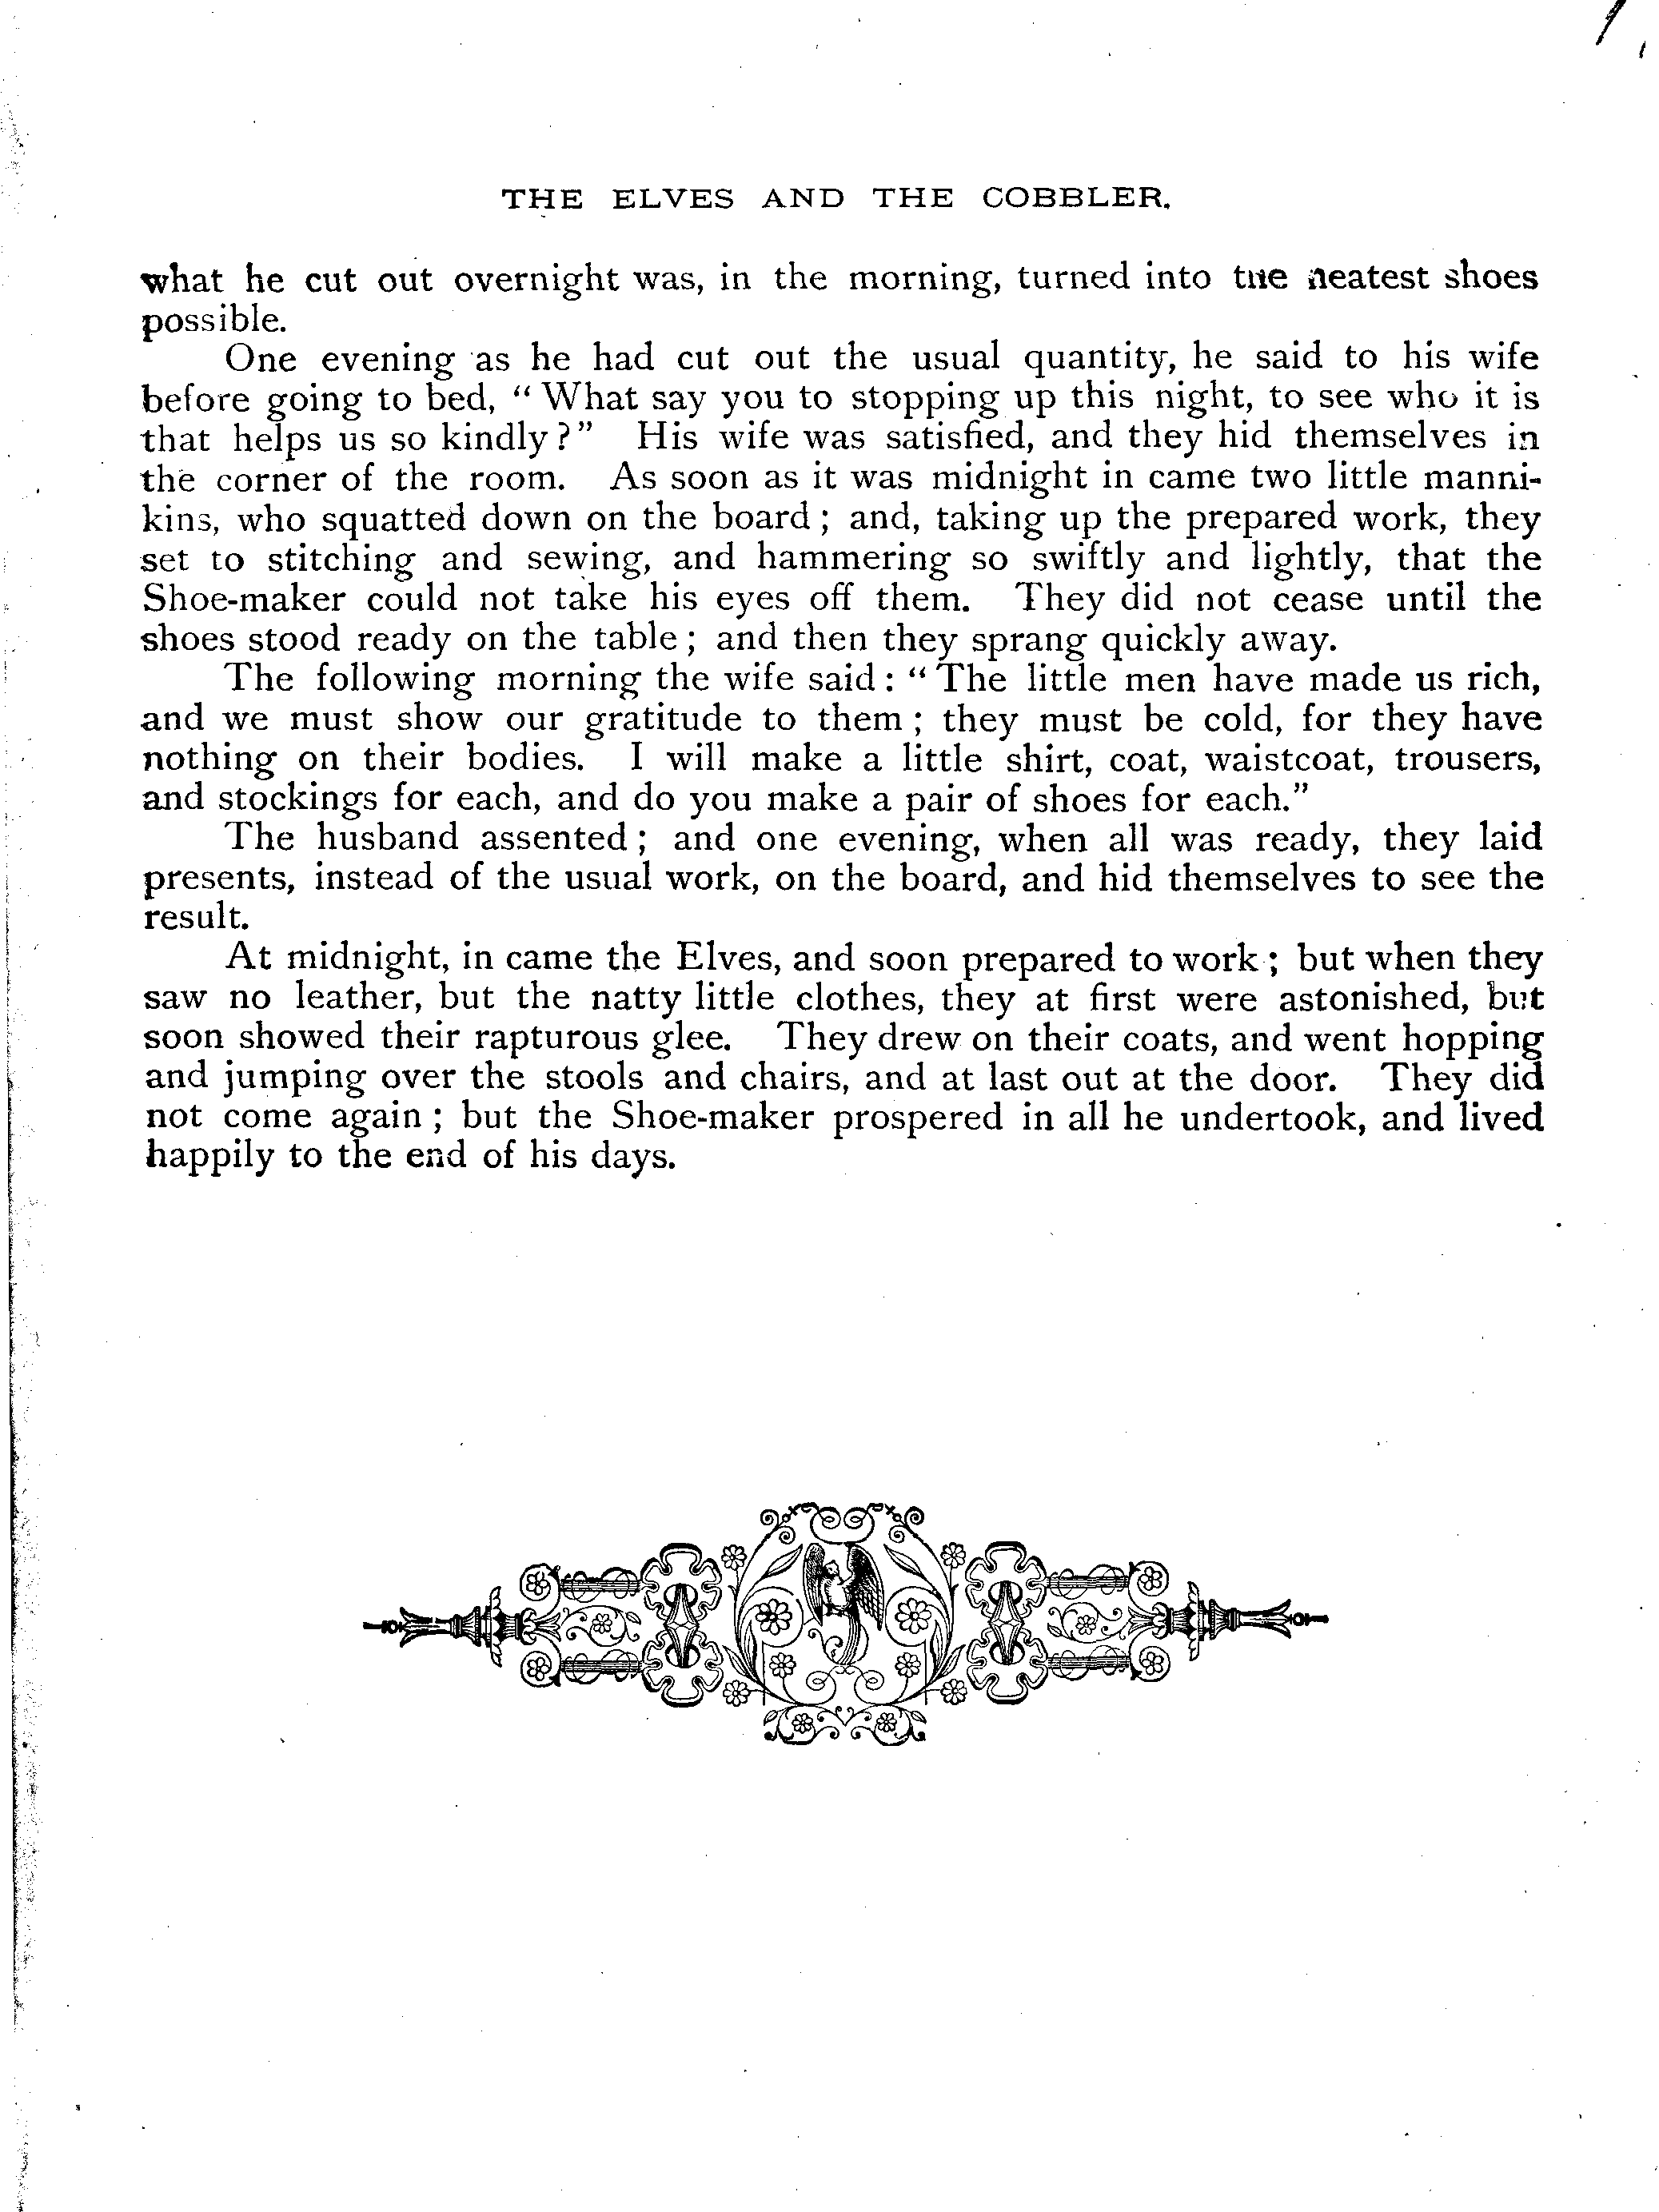 THE ELVES AND THE COBBLER.
what he cut out overnight was, in the morning, turned into the neatest shoes
possible.
One evening as he had cut out the usual quantity, he said to his wife
before going to bed, “What say you to stopping up this night, to see who it is
that helps us so kindly?” His wife was satisfied, and they hid themselves in
the corner of the room. As soon as it was midnight in came two little manni-
kins, who squatted down on the board; and, taking up the prepared work, they
set to stitching and sewing, and hammering so swiftly and lightly, that the
Shoe-maker could not take his eyes off them. They did not cease until the
shoes stood ready on the table; and then they sprang quickly away.
The following morning the wife said: “The little men have made us rich,
and we must show our gratitude to them; they must be cold, for they have
nothing on their bodies. I will make a little shirt, coat, waistcoat, trousers,
and stockings for each, and do you make a pair of shoes for each.”
The husband assented; and one evening, when all was ready, they laid
presents, instead of the usual work, on the board, and hid themselves to see the
result.
At midnight, in came the Elves, and soon prepared to work; but when they
saw no leather, but the natty little clothes, they at first were astonished, but
soon showed their rapturous glee. They drew on their coats, and went hopping
and jumping over the stools and chairs, and at last out at the door. They did
not come again; but the Shoe-maker prospered in all he undertook, and lived
happily to the end of his days.